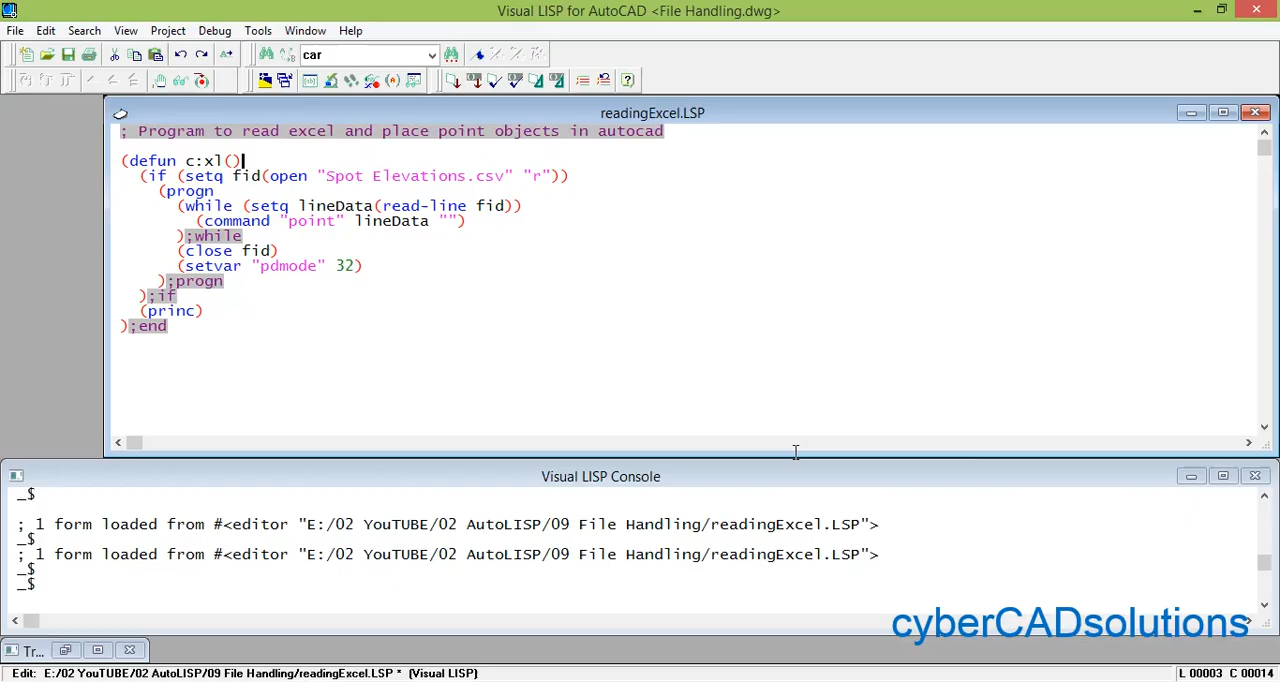 Visual LISP for AutoCAD <File Handling.dwg>
File Edit Search View Project Debug Tools Window Help
car
readingExcel.LSP
; Program to read excel and place point objects in autocad
(defun c:xl()
(if (setq fid(open "Spot Elevations.csv" "r"))
(progn
(while (setq lineData(read-line fid))
(command "point" lineData "")
);while
(close fid)
(setvar "pdmode" 32)
);progn
);if
(princ)
);end
Visual LISP Console
_$
; 1 form loaded from #<editor "E:/02 YouTUBE/02 AutoLISP/09 File Handling/readingExcel.LSP">
_$
; 1 form loaded from #<editor "E:/02 YouTUBE/02 AutoLISP/09 File Handling/readingExcel.LSP">
_$
_$
cyberCADsolutions
Tr...
Edit: E:/02 YouTUBE/02 AutoLISP/09 File Handling/readingExcel.LSP * (Visual LISP) L 00003 C 00014